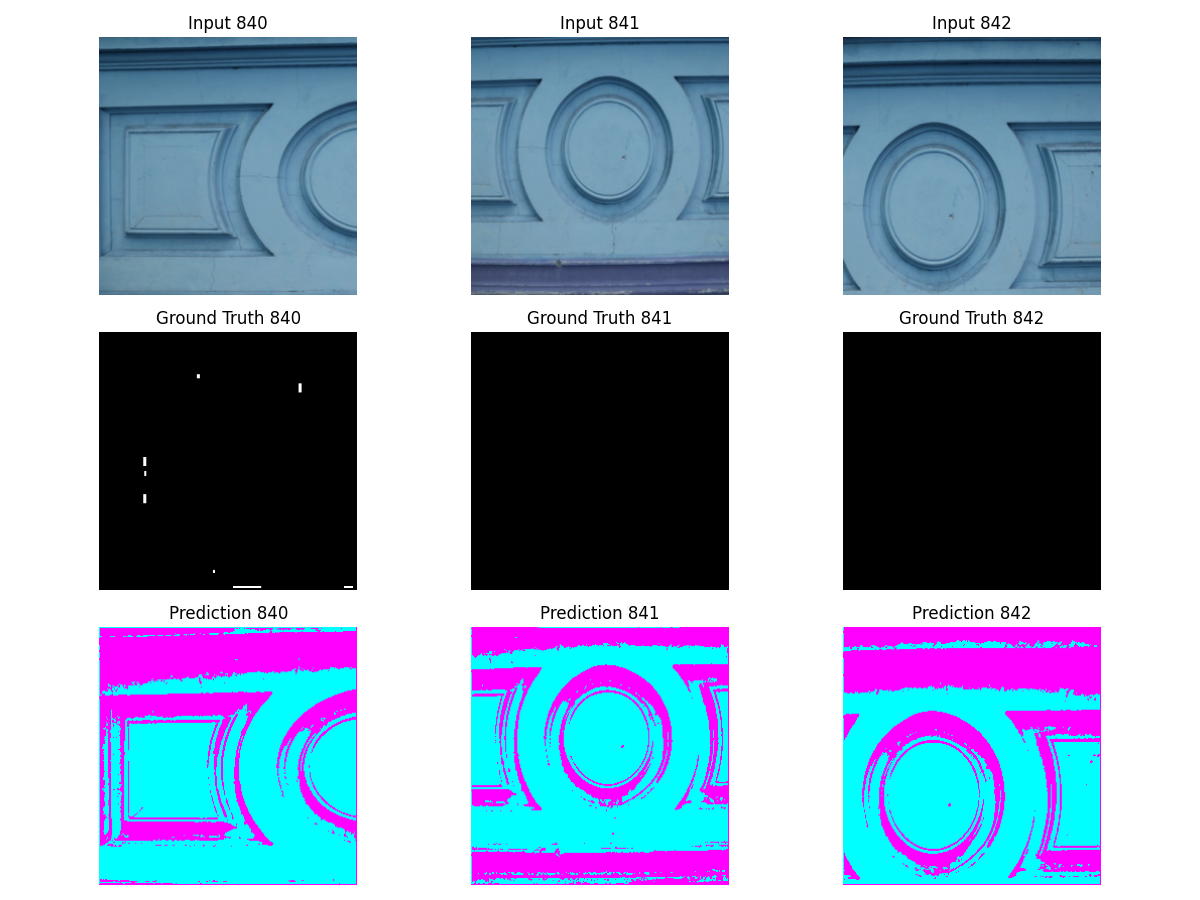 Input 840
Input 841
Input 842
Ground Truth 840
Ground Truth 841
Ground Truth 842
Prediction 840
Prediction 841
Prediction 842